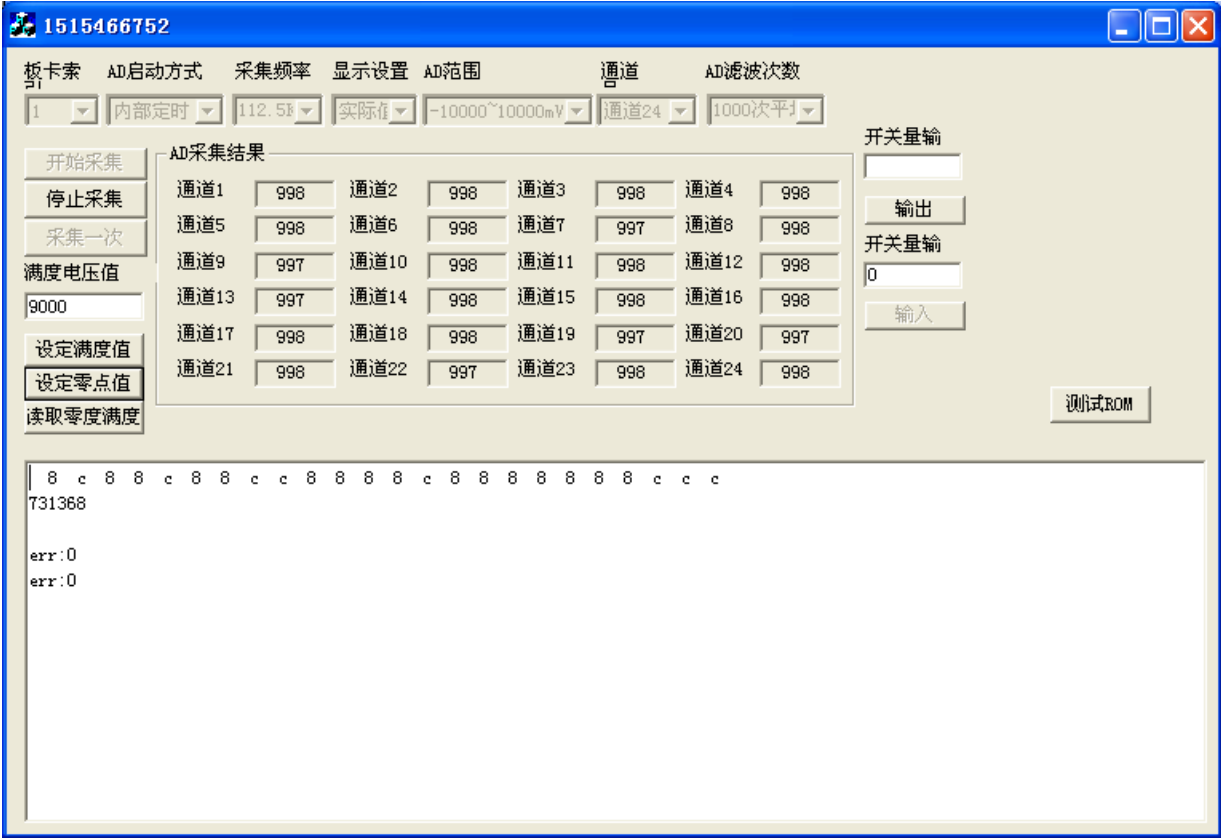 1515466752
板卡索引 AD启动方式 采集频率 显示设置 AD范围 通道 AD滤波次数
1 内部定时 112.5 实际值 -10000~10000mV 通道24 1000次平均
开关量输
开始采集 AD采集结果
停止采集 通道1 998 通道2 998 通道3 998 通道4 998
输出
采集一次 通道5 998 通道6 998 通道7 997 通道8 998
开关量输
满度电压值 通道9 997 通道10 998 通道11 998 通道12 998
0
9000 通道13 997 通道14 998 通道15 998 通道16 998
输入
设定满度值 通道17 998 通道18 998 通道19 997 通道20 997
设定零点值 通道21 998 通道22 997 通道23 998 通道24 998
读取零度满度 测试ROM
8 c 8 8 c 8 8 c c 8 8 8 8 c 8 8 8 8 8 8 8 c c c
731368
err:0
err:0